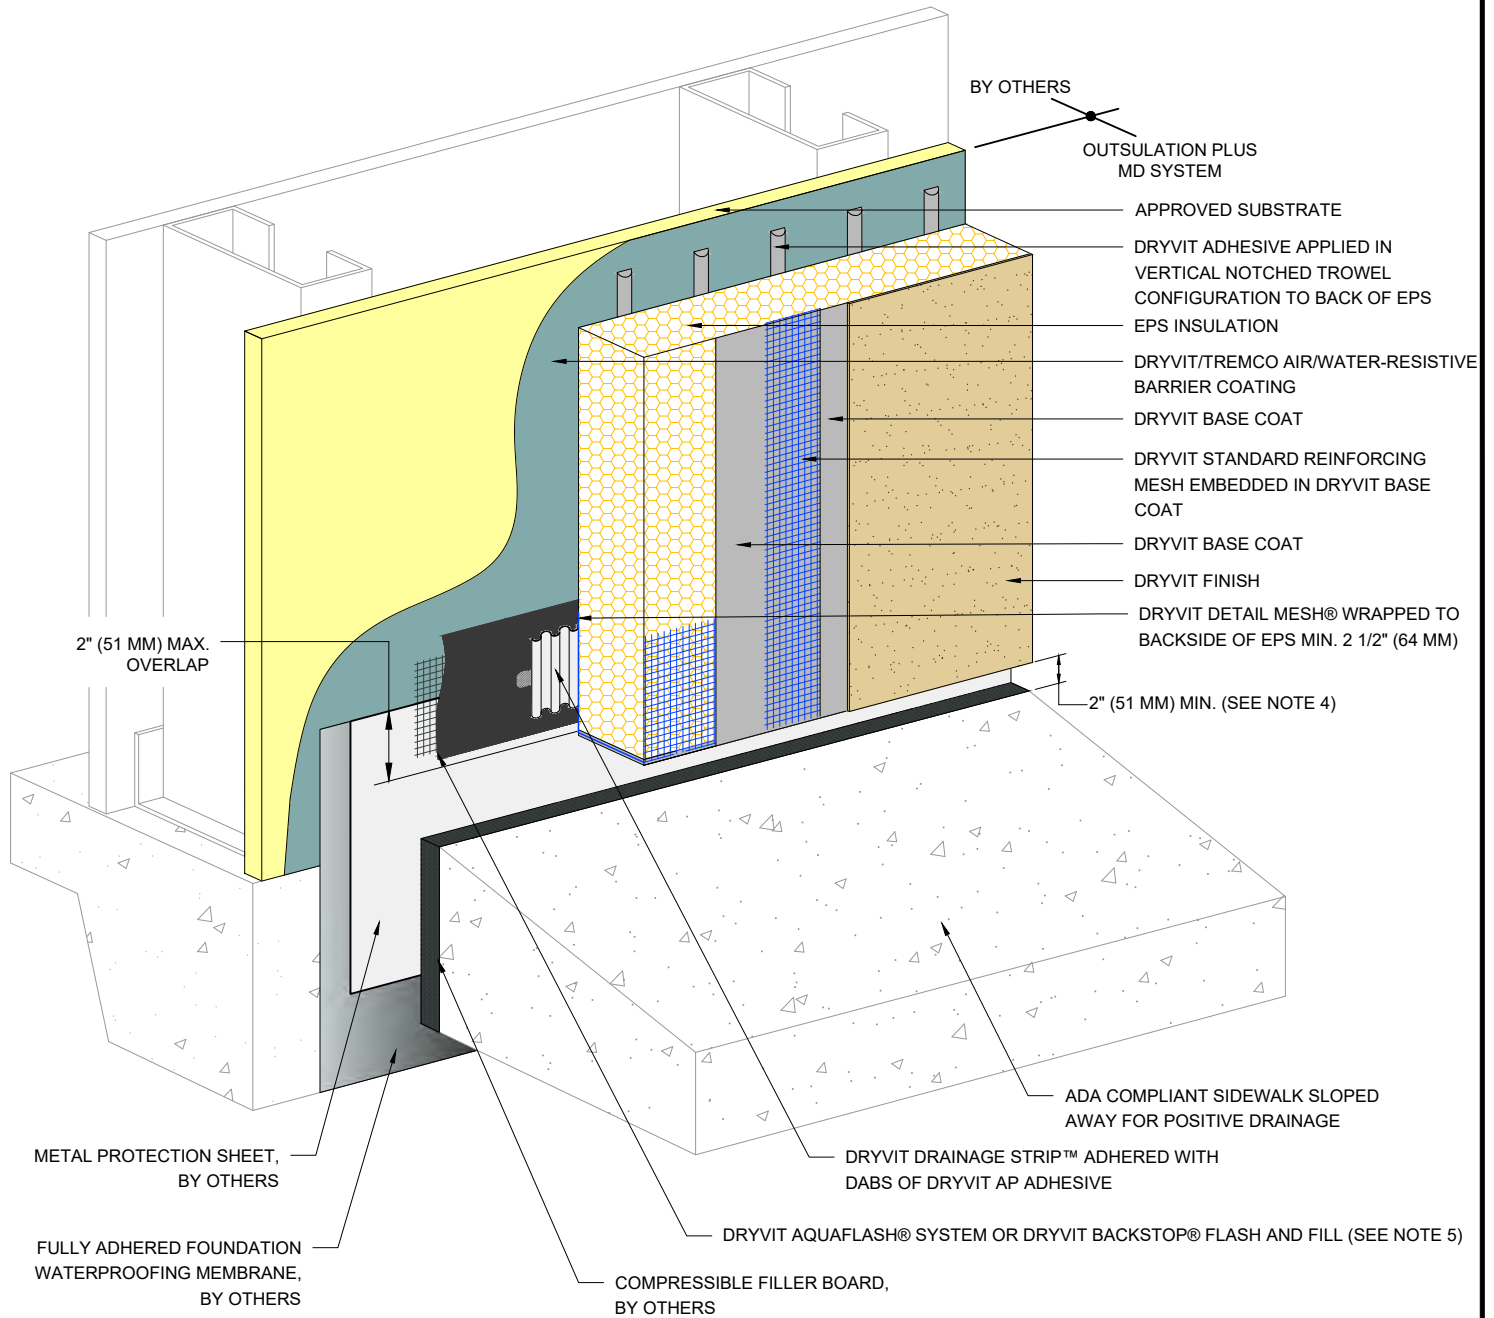 BY OTHERS
OUTSULATION PLUS
MD SYSTEM
APPROVED SUBSTRATE
DRYVIT ADHESIVE APPLIED IN
VERTICAL NOTCHED TROWEL
CONFIGURATION TO BACK OF EPS
EPS INSULATION
DRYVIT/TREMCO AIR/WATER-RESISTIVE
BARRIER COATING
DRYVIT BASE COAT
DRYVIT STANDARD REINFORCING
MESH EMBEDDED IN DRYVIT BASE
COAT
DRYVIT BASE COAT
DRYVIT FINISH
DRYVIT DETAIL MESH® WRAPPED TO
BACKSIDE OF EPS MIN. 2 1/2" (64 MM)
2" (51 MM) MAX.
OVERLAP
2" (51 MM) MIN. (SEE NOTE 4)
ADA COMPLIANT SIDEWALK SLOPED
AWAY FOR POSITIVE DRAINAGE
METAL PROTECTION SHEET,
BY OTHERS
DRYVIT DRAINAGE STRIP™ ADHERED WITH
DABS OF DRYVIT AP ADHESIVE
DRYVIT AQUAFLASH® SYSTEM OR DRYVIT BACKSTOP® FLASH AND FILL (SEE NOTE 5)
FULLY ADHERED FOUNDATION
WATERPROOFING MEMBRANE,
BY OTHERS
COMPRESSIBLE FILLER BOARD,
BY OTHERS